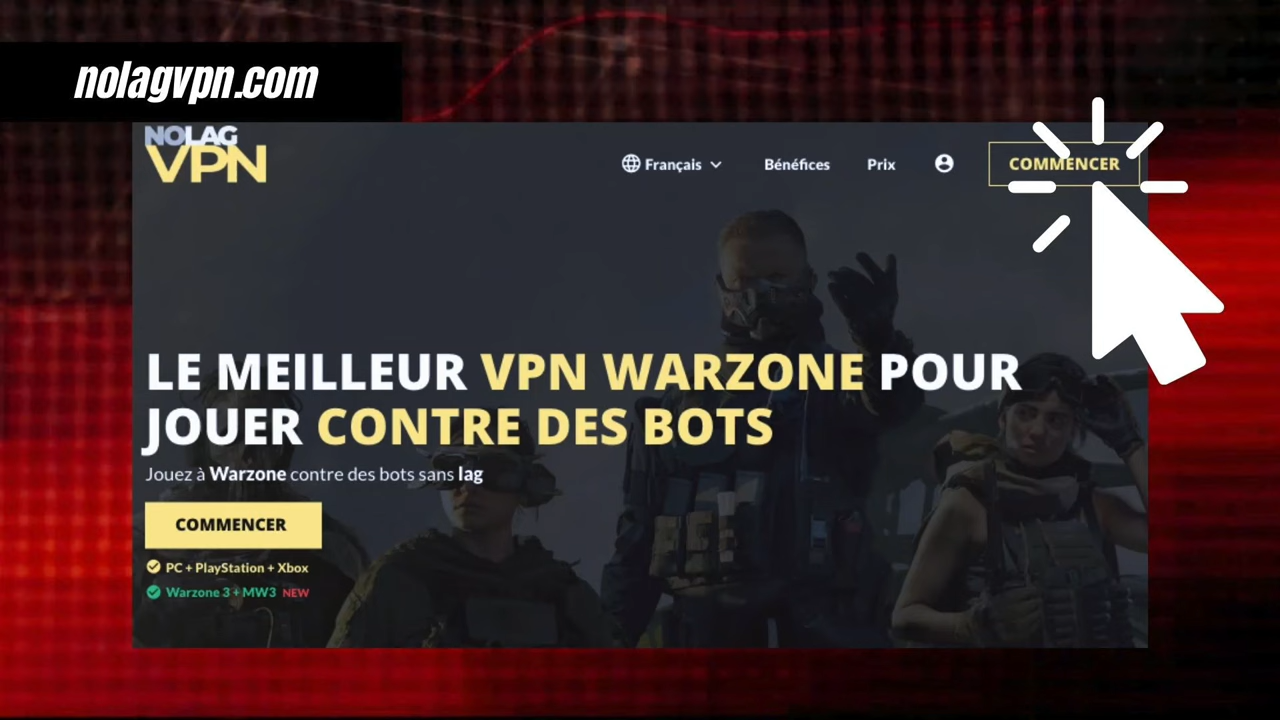 nolagvpn.com
NOLAG
VPN
Français
Bénéfices
Prix
COMMENCER
LE MEILLEUR VPN WARZONE POUR
JOUER CONTRE DES BOTS
Jouez à Warzone contre des bots sans lag
COMMENCER
PC + PlayStation + Xbox
Warzone 3 + MW3 NEW